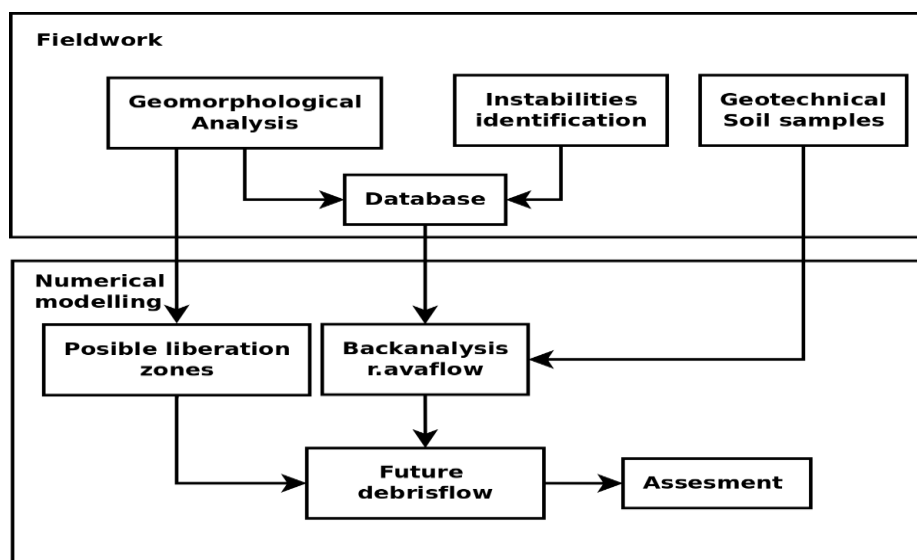 Fieldwork
Geomorphological
Analysis
Instabilities
identification
Geotechnical
Soil samples
Database
Numerical
modelling
Posible liberation
zones
Backanalysis
r.avaflow
Future
debrisflow
Assesment